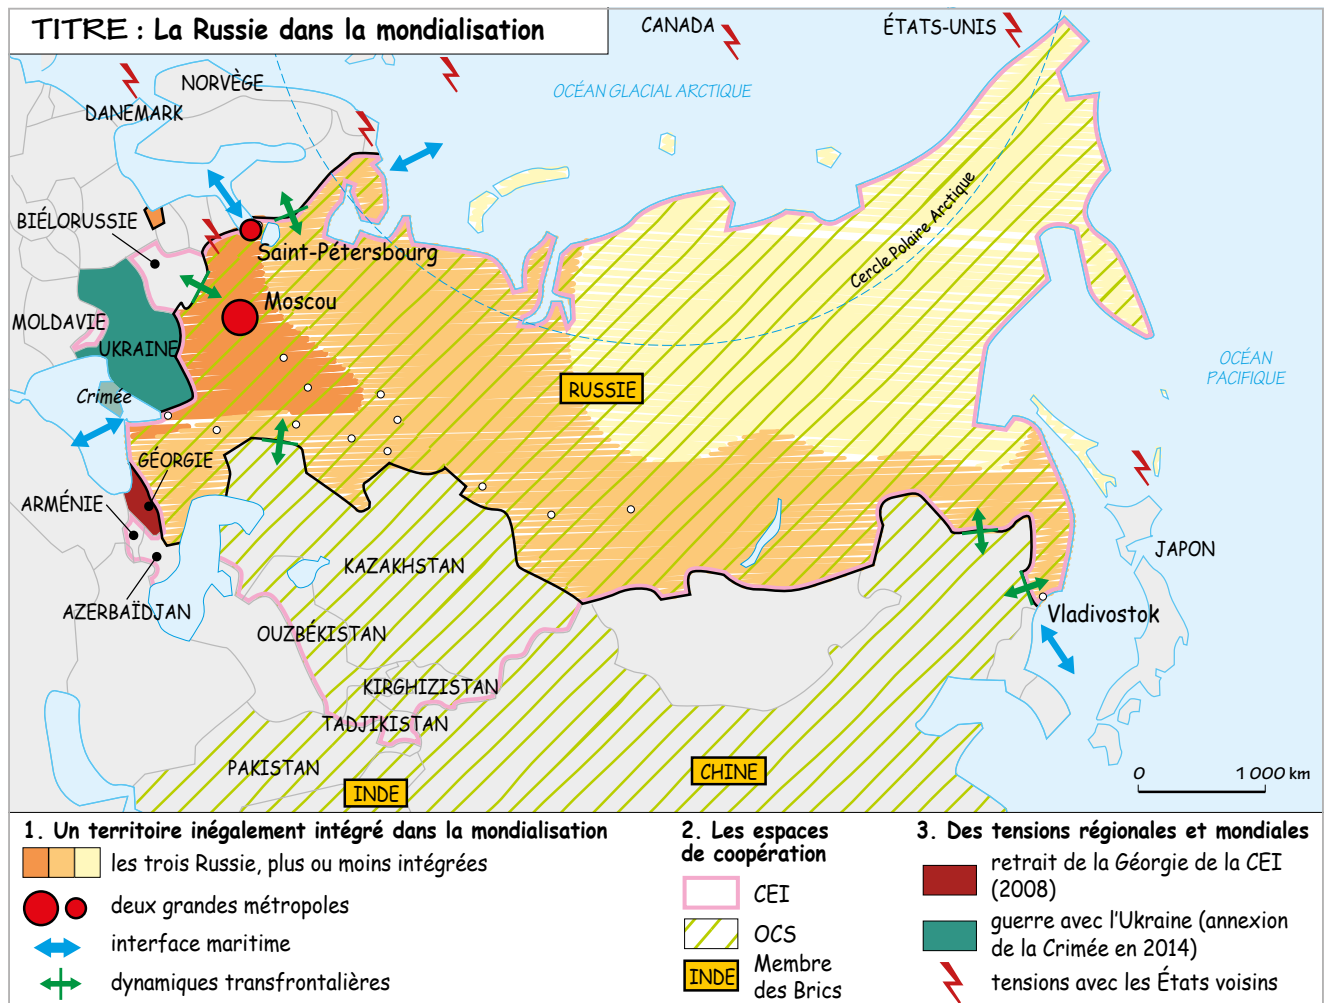 TITRE : La Russie dans la mondialisation
CANADA
ÉTATS-UNIS
NORVÈGE
OCÉAN GLACIAL ARCTIQUE
DANEMARK
Cercle Polaire Arctique
BIÉLORUSSIE
Saint-Pétersbourg
Moscou
MOLDAVIE
UKRAINE
OCÉAN
PACIFIQUE
RUSSIE
Crimée
GÉORGIE
ARMÉNIE
JAPON
KAZAKHSTAN
AZERBAÏDJAN
Vladivostok
OUZBÉKISTAN
KIRGHIZISTAN
TADJIKISTAN
PAKISTAN
CHINE
INDE
0 1 000 km
1. Un territoire inégalement intégré dans la mondialisation
les trois Russie, plus ou moins intégrées
deux grandes métropoles
interface maritime
dynamiques transfrontalières
2. Les espaces
de coopération
CEI
OCS
INDE
Membre
des Brics
3. Des tensions régionales et mondiales
retrait de la Géorgie de la CEI
(2008)
guerre avec l'Ukraine (annexion
de la Crimée en 2014)
tensions avec les États voisins